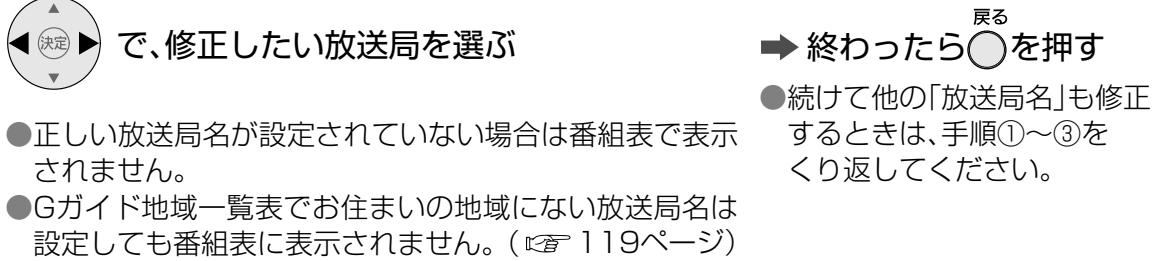 決定 で、修正したい放送局を選ぶ
●正しい放送局名が設定されていない場合は番組表で表示
されません。
●Gガイド地域一覧表でお住まいの地域にない放送局名は
設定しても番組表に表示されません。(☞119ページ)
戻る
➡終わったら○を押す
●続けて他の「放送局名」も修正
するときは、手順①~③を
くり返してください。